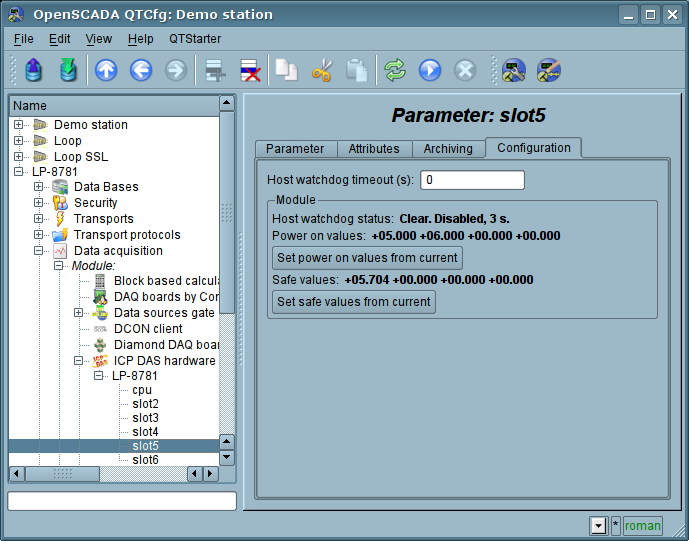 OpenSCADA QTCfg: Demo station
File Edit View Help QTStarter
Name
Demo station
Loop
Loop SSL
LP-8781
Data Bases
Security
Transports
Transport protocols
Data acquisition
Module:
Block based calcula
DAQ boards by Cor
Data sources gate
DCON client
Diamond DAQ boar
ICP DAS hardware
LP-8781
cpu
slot2
slot3
slot4
slot5
slot6
Parameter: slot5
Parameter Attributes Archiving Configuration
Host watchdog timeout (s): 0
Module
Host watchdog status: Clear. Disabled, 3 s.
Power on values: +05.000 +06.000 +00.000 +00.000
Set power on values from current
Safe values: +05.704 +00.000 +00.000 +00.000
Set safe values from current
* roman